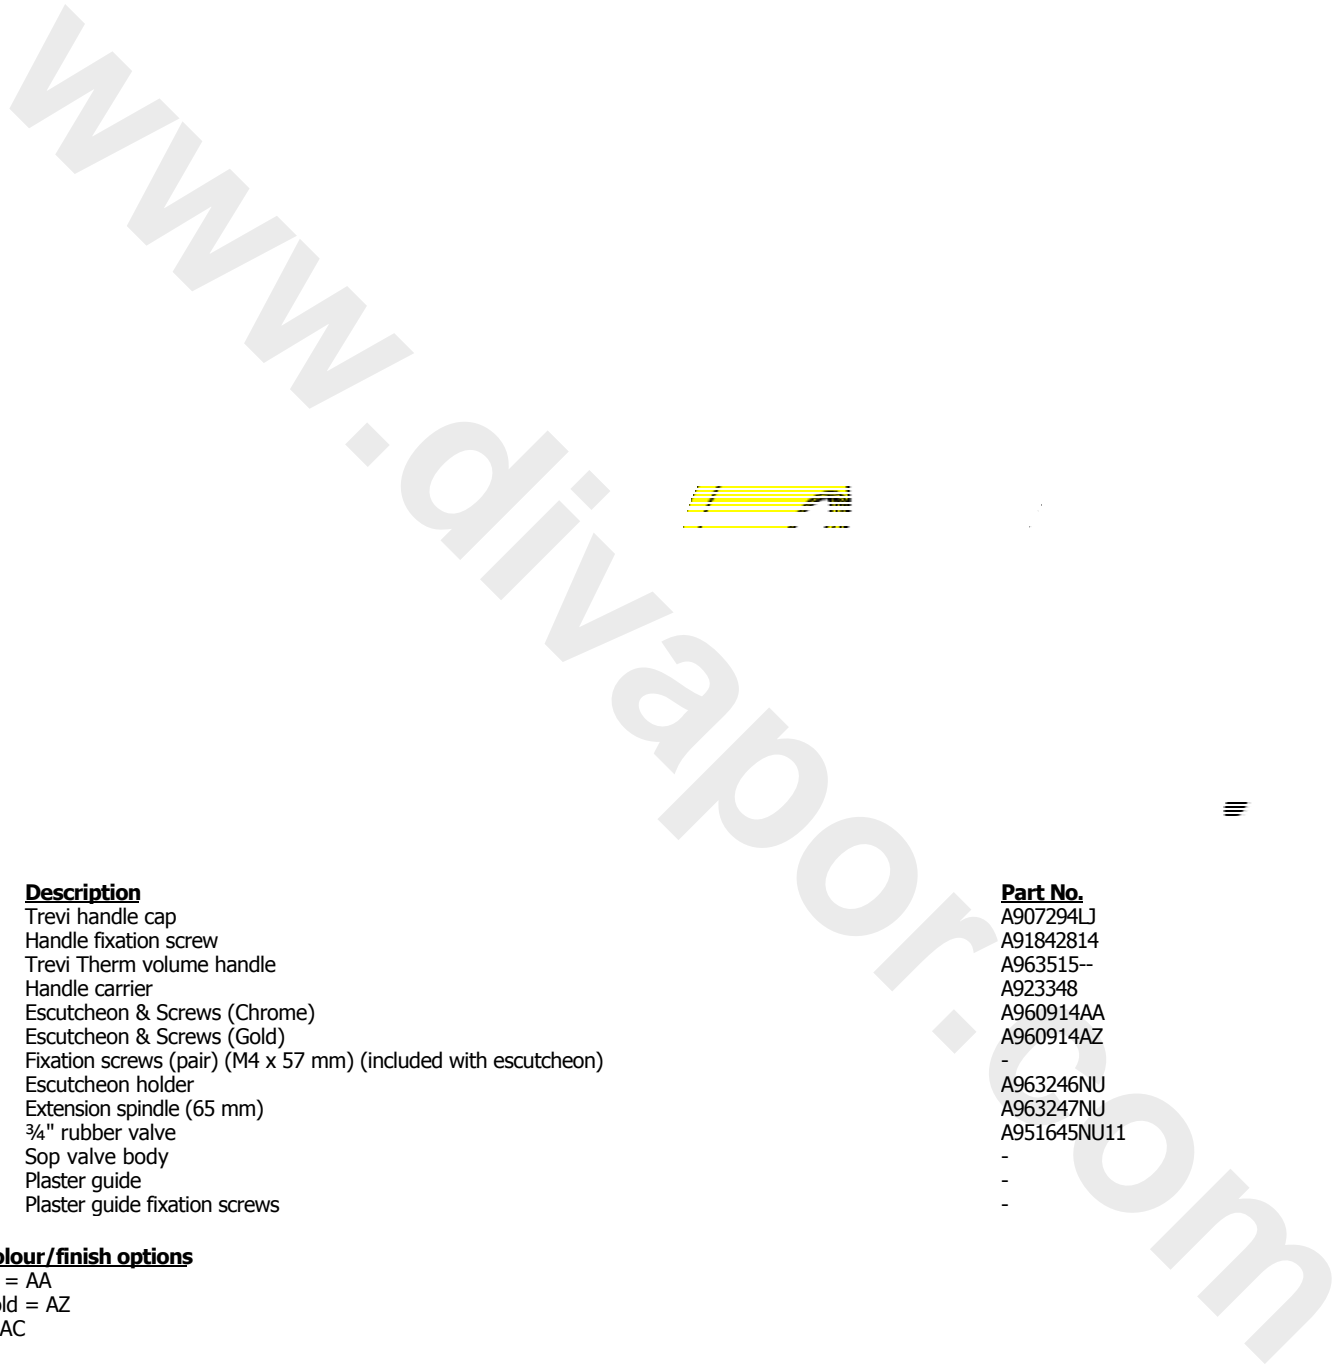 www.divapor.com
Description Part No.
Trevi handle cap A907294LJ
Handle fixation screw A91842814
Trevi Therm volume handle A963515--
Handle carrier A923348
Escutcheon & Screws (Chrome) A960914AA
Escutcheon & Screws (Gold) A960914AZ
Fixation screws (pair) (M4 x 57 mm) (included with escutcheon) -
Escutcheon holder A963246NU
Extension spindle (65 mm) A963247NU
¾" rubber valve A951645NU11
Sop valve body -
Plaster guide -
Plaster guide fixation screws -
olour/finish options
= AA
ld = AZ
AC